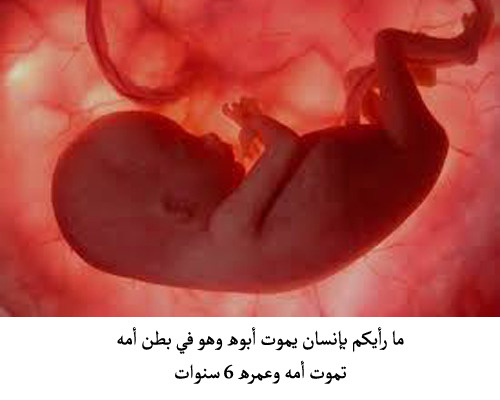 ما رأيكم بإنسان يموت أبوه وهو في بطن أمه
تموت أمه وعمره 6 سنوات